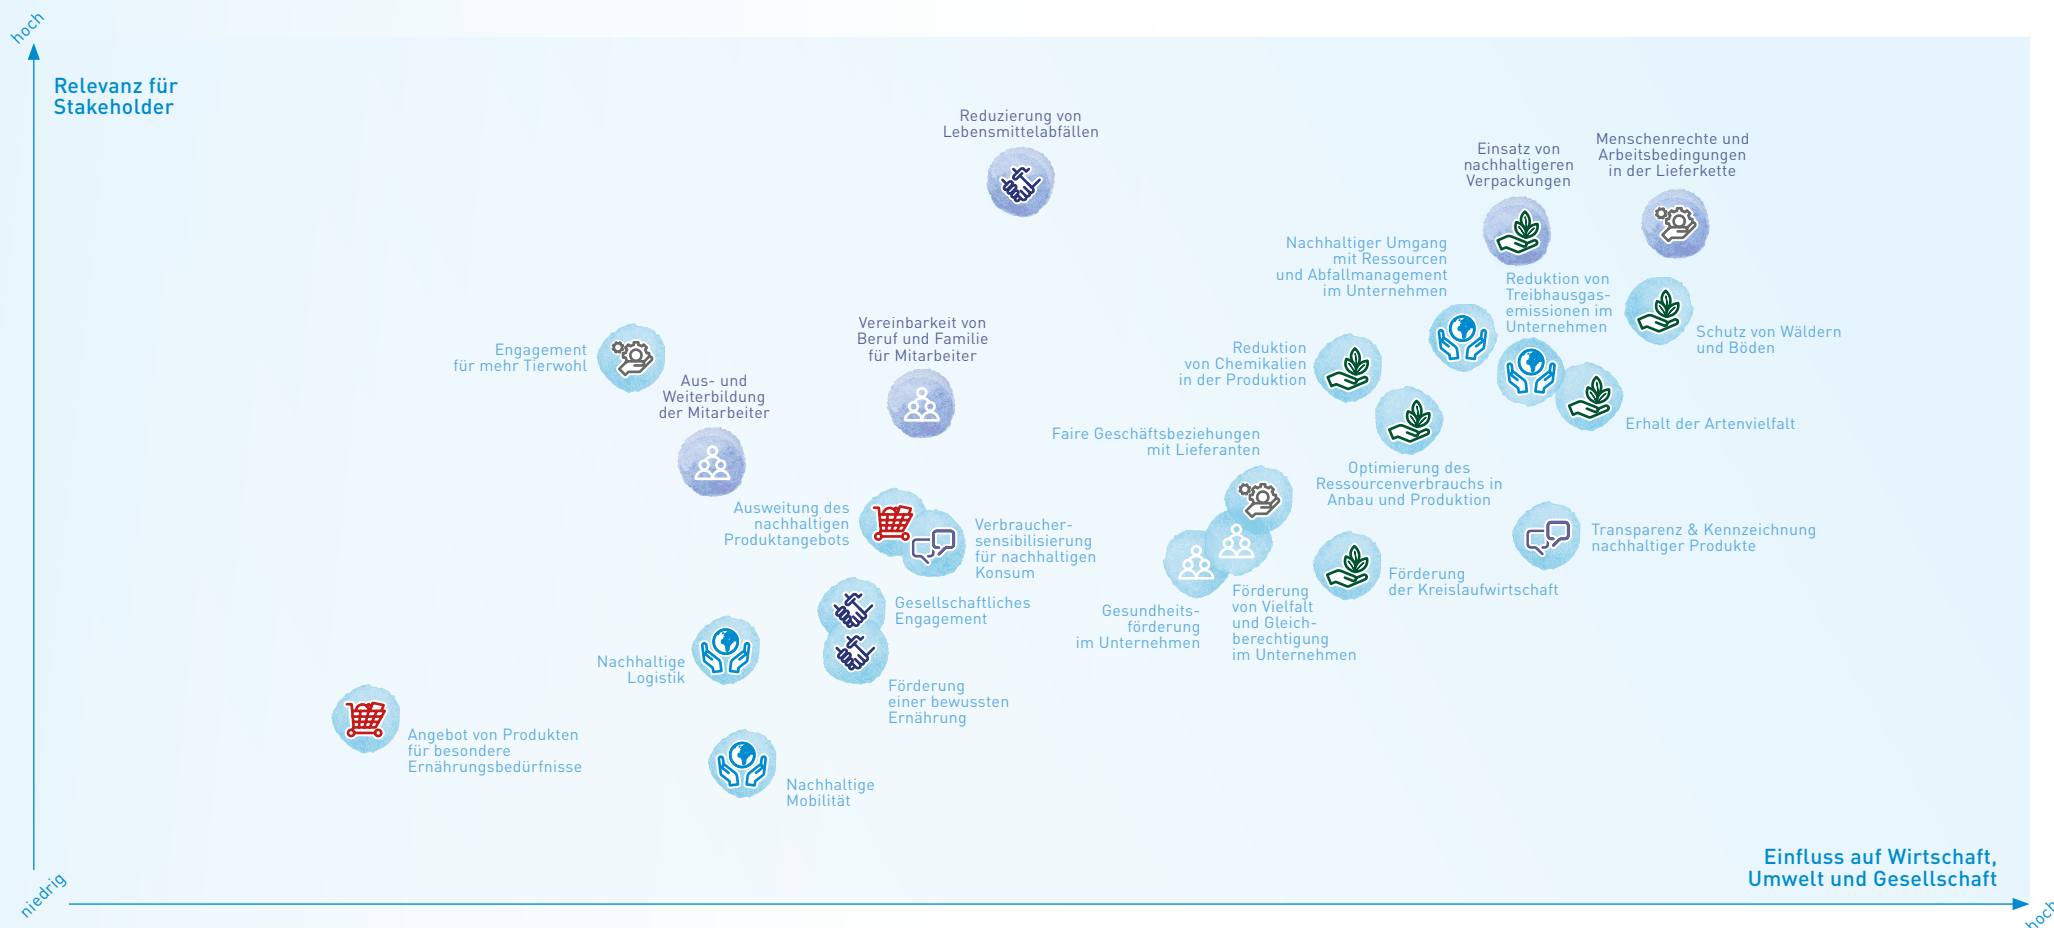 hoch
Relevanz für
Stakeholder
Reduzierung von
Lebensmittelabfällen
Einsatz von
nachhaltigeren
Verpackungen
Menschenrechte und
Arbeitsbedingungen
in der Lieferkette
Nachhaltiger Umgang
mit Ressourcen
und Abfallmanagement
im Unternehmen
Reduktion von
Treibhausgas-
emissionen im
Unternehmen
Schutz von Wäldern
und Böden
Engagement
für mehr Tierwohl
Vereinbarkeit von
Beruf und Familie
für Mitarbeiter
Reduktion
von Chemikalien
in der Produktion
Aus- und
Weiterbildung
der Mitarbeiter
Erhalt der Artenvielfalt
Faire Geschäftsbeziehungen
mit Lieferanten
Optimierung des
Ressourcenverbrauchs in
Anbau und Produktion
Ausweitung des
nachhaltigen
Produktangebots
Verbraucher-
sensibilisierung
für nachhaltigen
Konsum
Transparenz & Kennzeichnung
nachhaltiger Produkte
Förderung
der Kreislaufwirtschaft
Gesellschaftliches
Engagement
Gesundheits-
förderung
im Unternehmen
Förderung
von Vielfalt
und Gleich-
berechtigung
im Unternehmen
Nachhaltige
Logistik
Förderung
einer bewussten
Ernährung
Angebot von Produkten
für besondere
Ernährungsbedürfnisse
Nachhaltige
Mobilität
Einfluss auf Wirtschaft,
Umwelt und Gesellschaft
niedrig
hoch